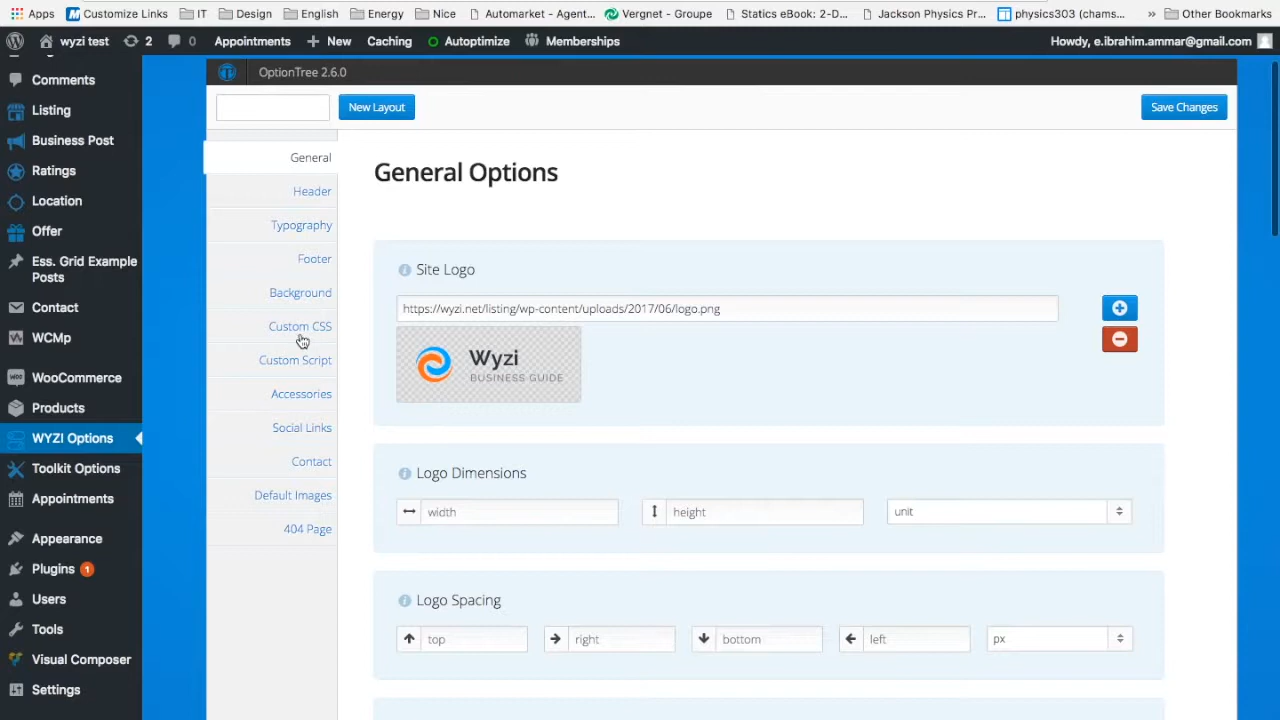 Apps
Customize Links
IT
Design
English
Energy
Nice
Automarket - Agent...
Vergnet - Groupe
Statics eBook: 2-D...
Jackson Physics Pr...
physics303 (chams...
»
Other Bookmarks
wyzi test
2
0
Appointments
New
Caching
Autoptimize
Memberships
Howdy, e.ibrahim.ammar@gmail.com
Comments
Listing
Business Post
Ratings
Location
Offer
Ess. Grid Example
Posts
Contact
WCMp
WooCommerce
Products
WYZI Options
Toolkit Options
Appointments
Appearance
Plugins 1
Users
Tools
Visual Composer
Settings
OptionTree 2.6.0
New Layout
Save Changes
General
Header
Typography
Footer
Background
Custom CSS
Custom Script
Accessories
Social Links
Contact
Default Images
404 Page
General Options
Site Logo
https://wyzi.net/listing/wp-content/uploads/2017/06/logo.png
Wyzi
BUSINESS GUIDE
Logo Dimensions
width
height
unit
Logo Spacing
top
right
bottom
left
px